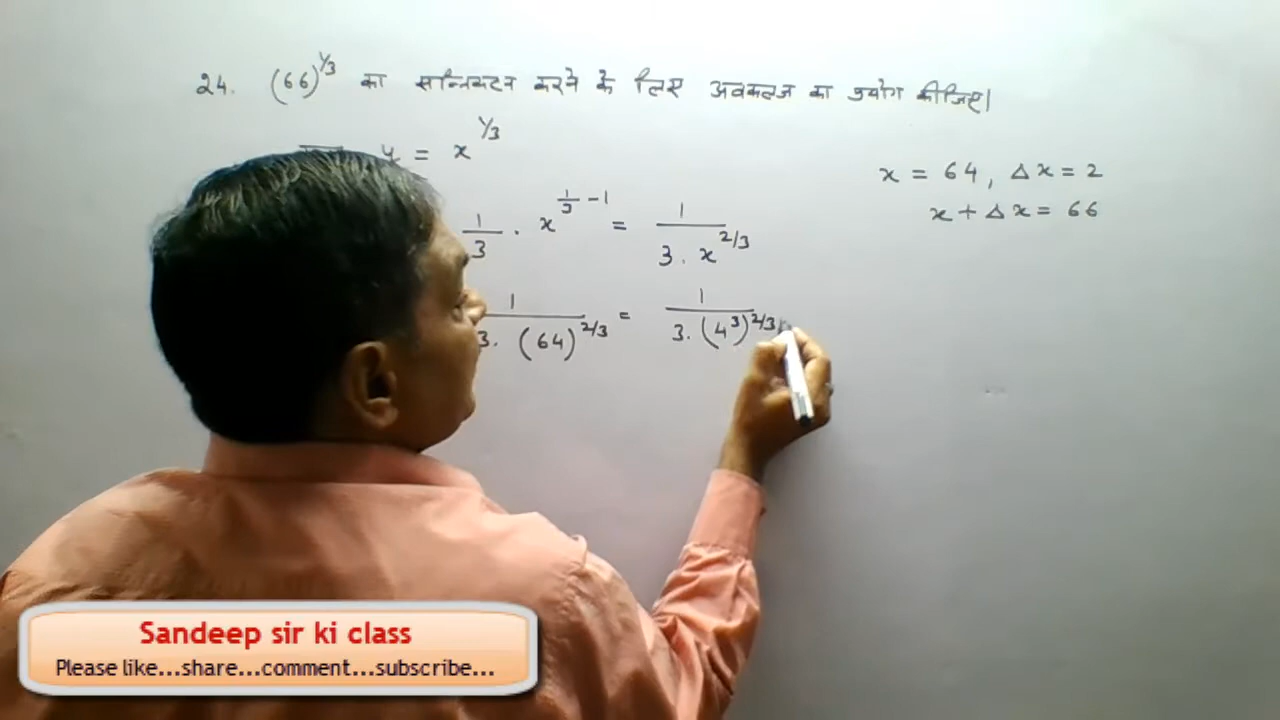 24. (66)^1/3 का सन्निकटन करने के लिए अवकलज का प्रयोग कीजिए।
y = x^1/3
x = 64, Δx = 2
x + Δx = 66
1/3 . x^(1/3 - 1) = 1/(3 . x^2/3)
1/(3. (64)^2/3) = 1/(3. (4^3)^2/3)
Sandeep sir ki class
Please like...share...comment...subscribe...